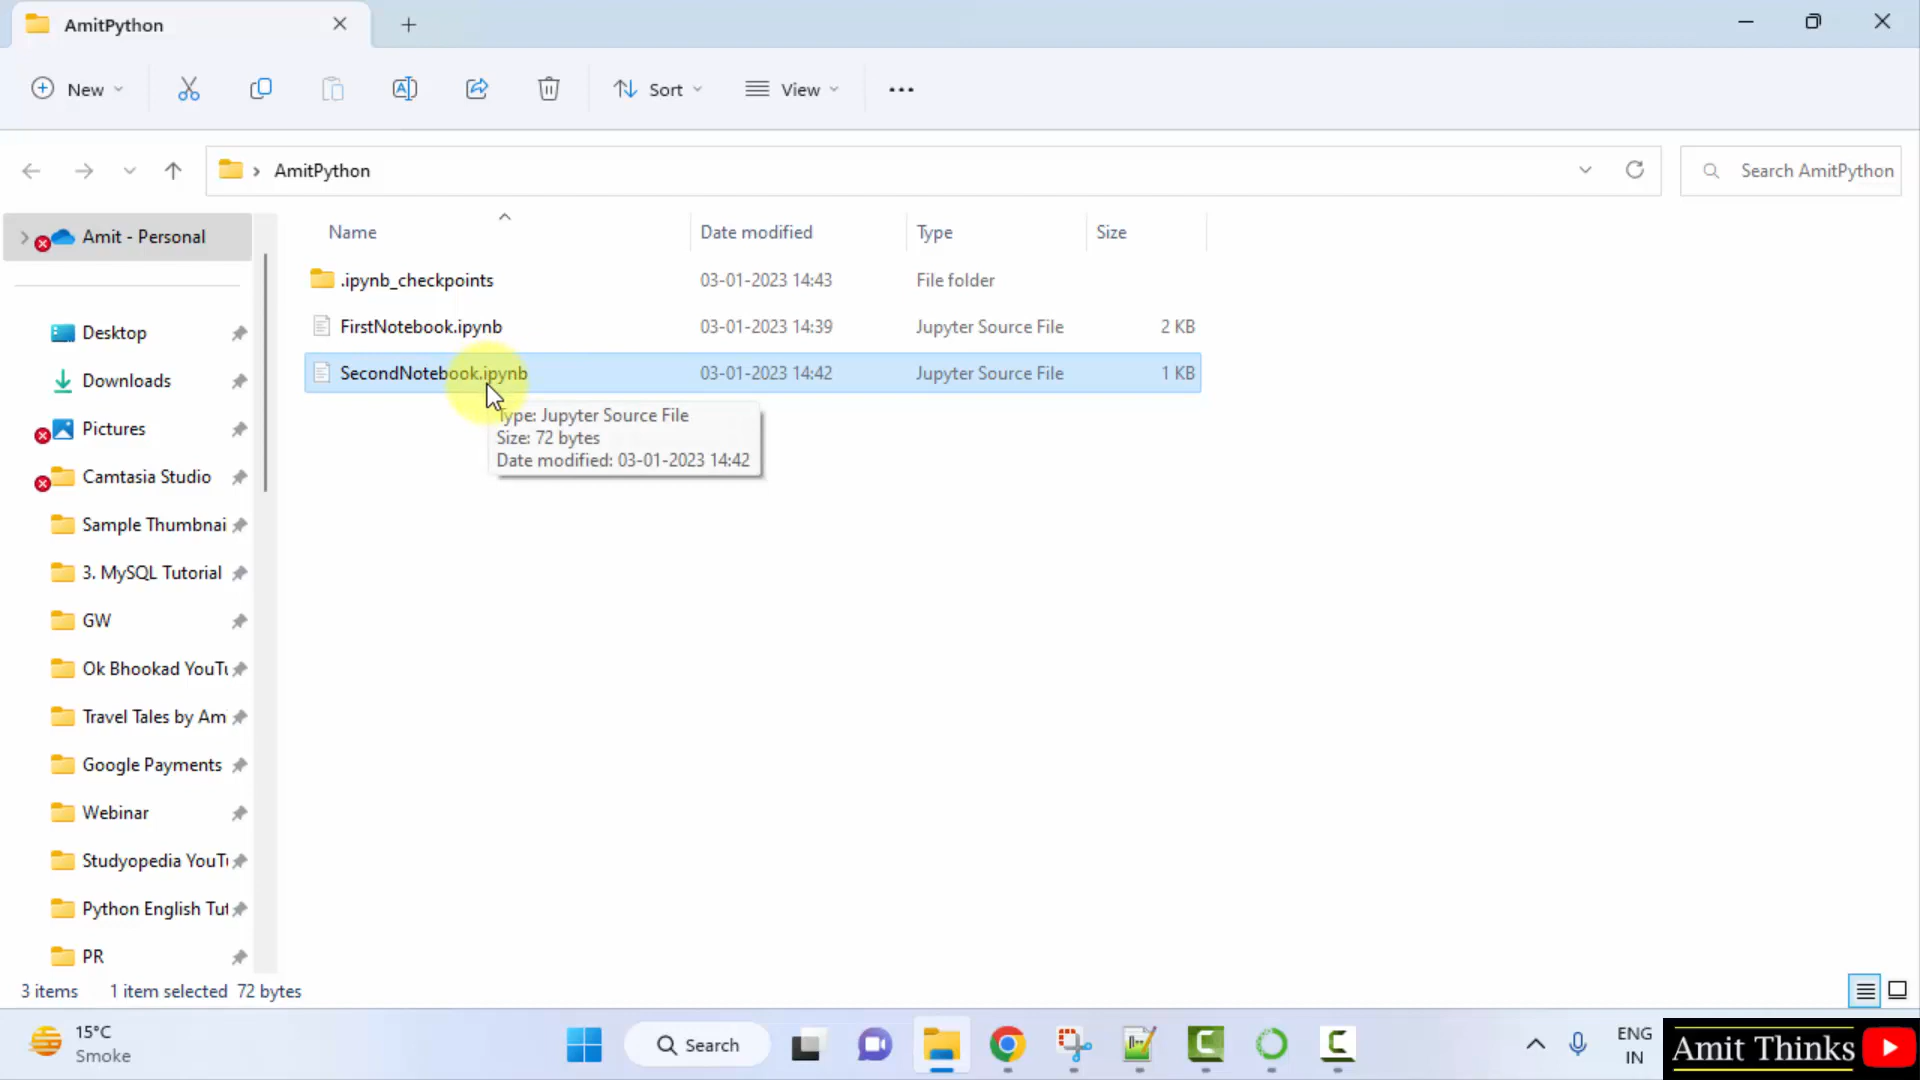 AmitPython
New
Sort
View
AmitPython
Search AmitPython
Name
Date modified
Type
Size
.ipynb_checkpoints
03-01-2023 14:43
File folder
FirstNotebook.ipynb
03-01-2023 14:39
Jupyter Source File
2 KB
SecondNotebook.ipynb
03-01-2023 14:42
Jupyter Source File
1 KB
Type: Jupyter Source File
Size: 72 bytes
Date modified: 03-01-2023 14:42
Amit - Personal
Desktop
Downloads
Pictures
Camtasia Studio
Sample Thumbnai
3. MySQL Tutorial
GW
Ok Bhookad YouTu
Travel Tales by Am
Google Payments
Webinar
Studyopedia YouTu
Python English Tut
PR
3 items
1 item selected 72 bytes
15°C
Smoke
Search
ENG
IN
Amit Thinks